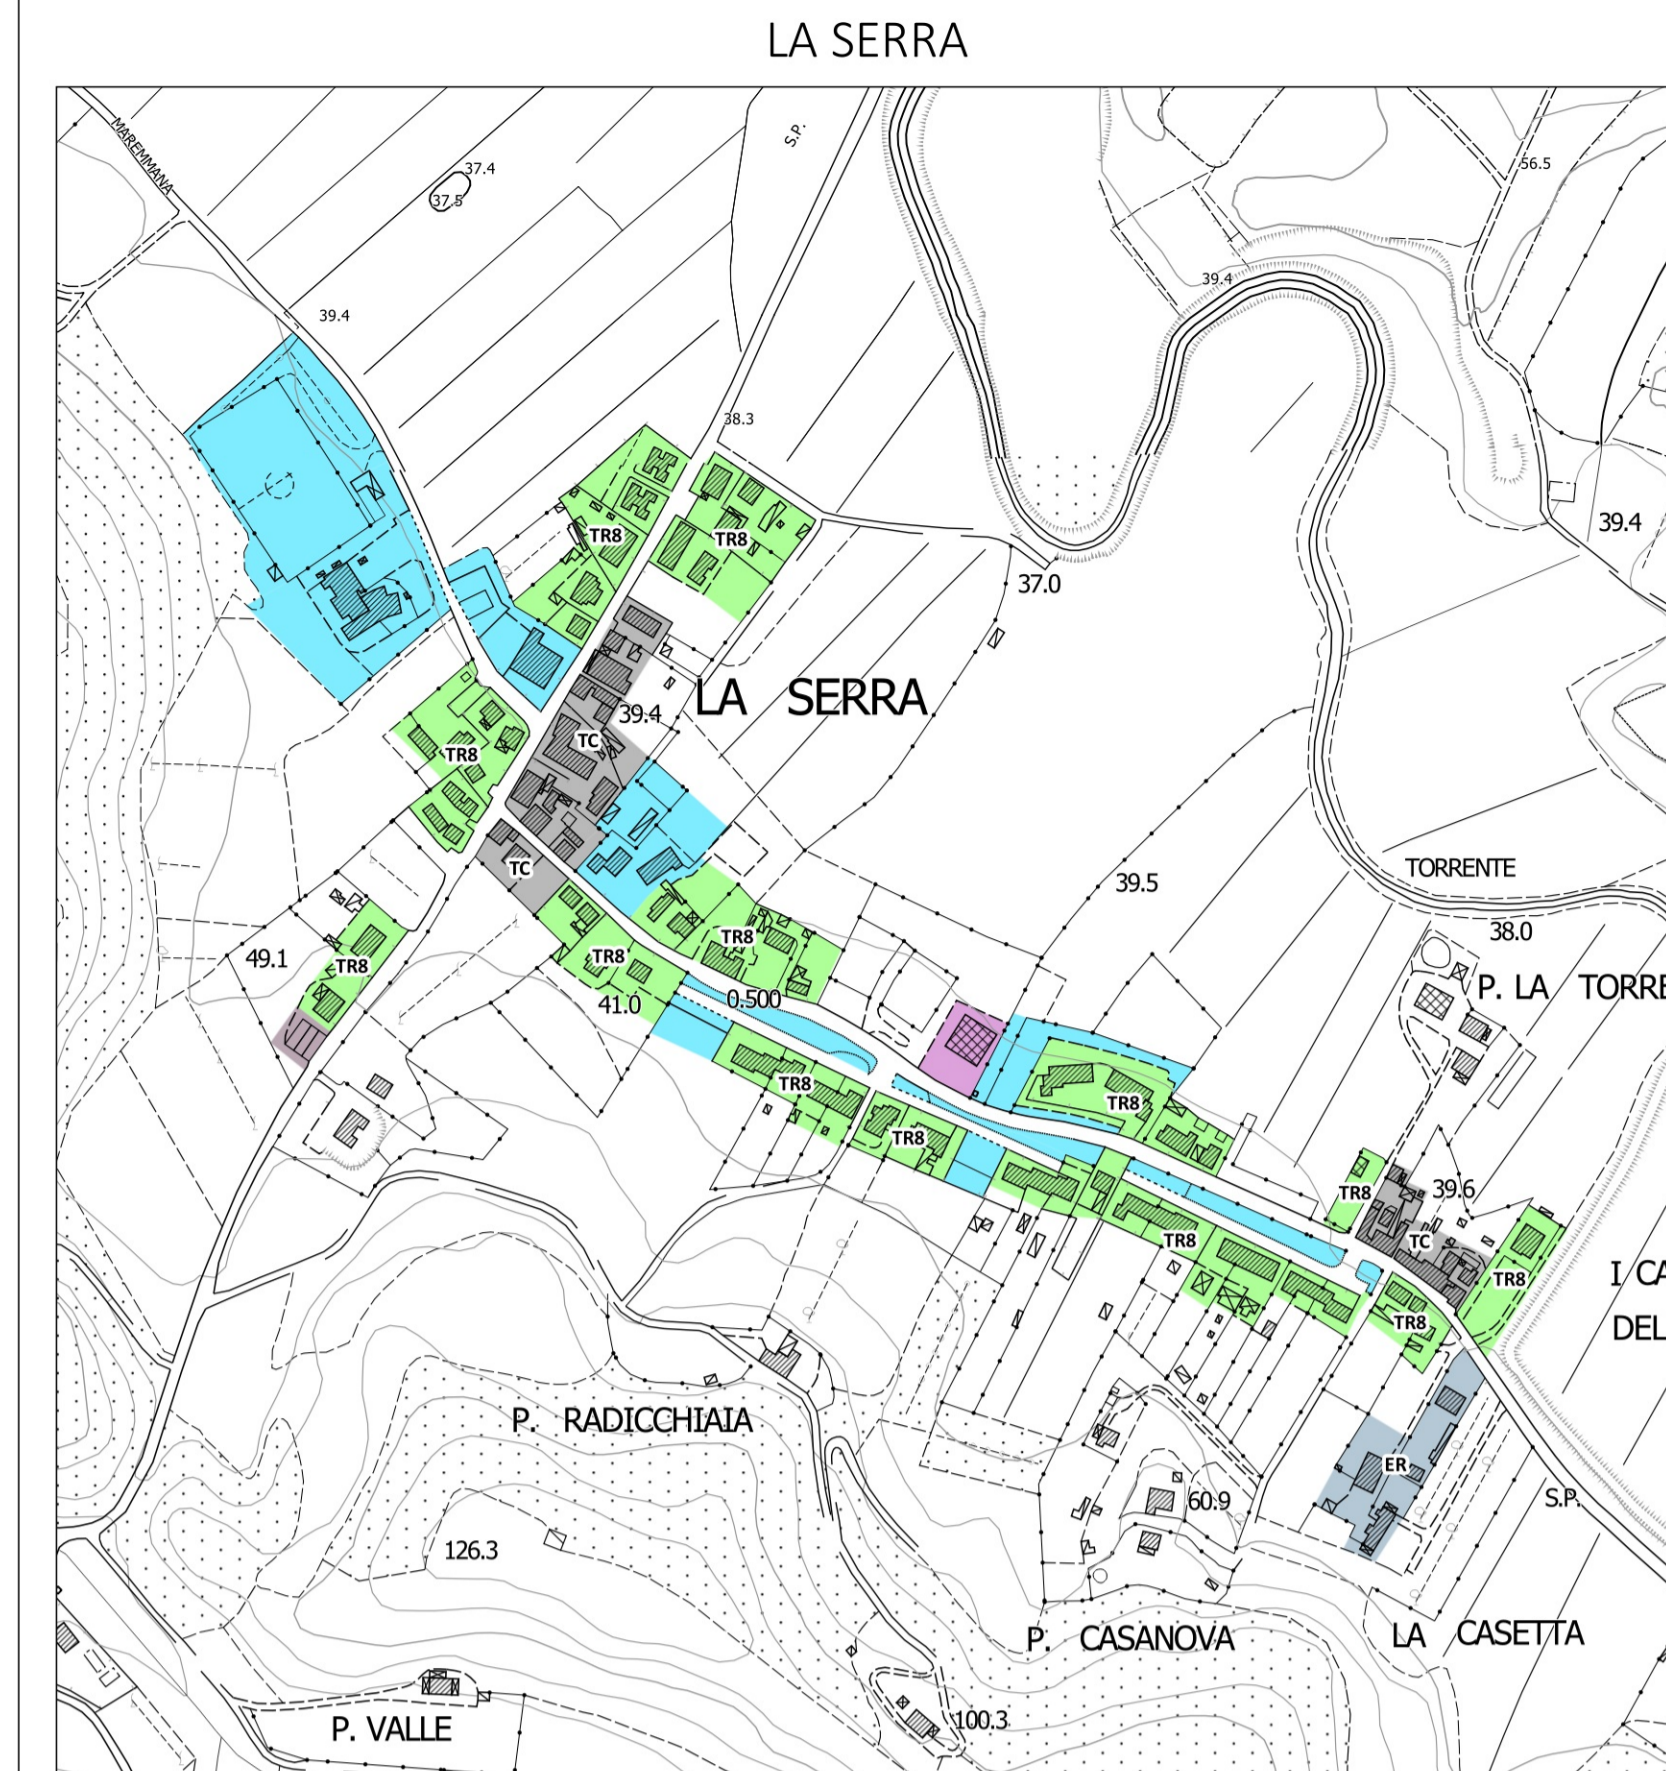 LA SERRA
MAREMMANA
S.P.
37.4
37.5
56.5
39.4
39.4
38.3
39.4
TR8
TR8
37.0
LA SERRA
39.4
TC
TR8
TC
39.5
TORRENTE
38.0
TR8
TR8
49.1
TR8
P. LA TORRE
0.500
41.0
TR8
TR8
TR8
TR8
39.6
TR8
TC
I CA
TR8
TR8
DEL
P. RADICCHIAIA
ER
S.P.
60.9
126.3
P. CASANOVA
LA CASETTA
100.3
P. VALLE